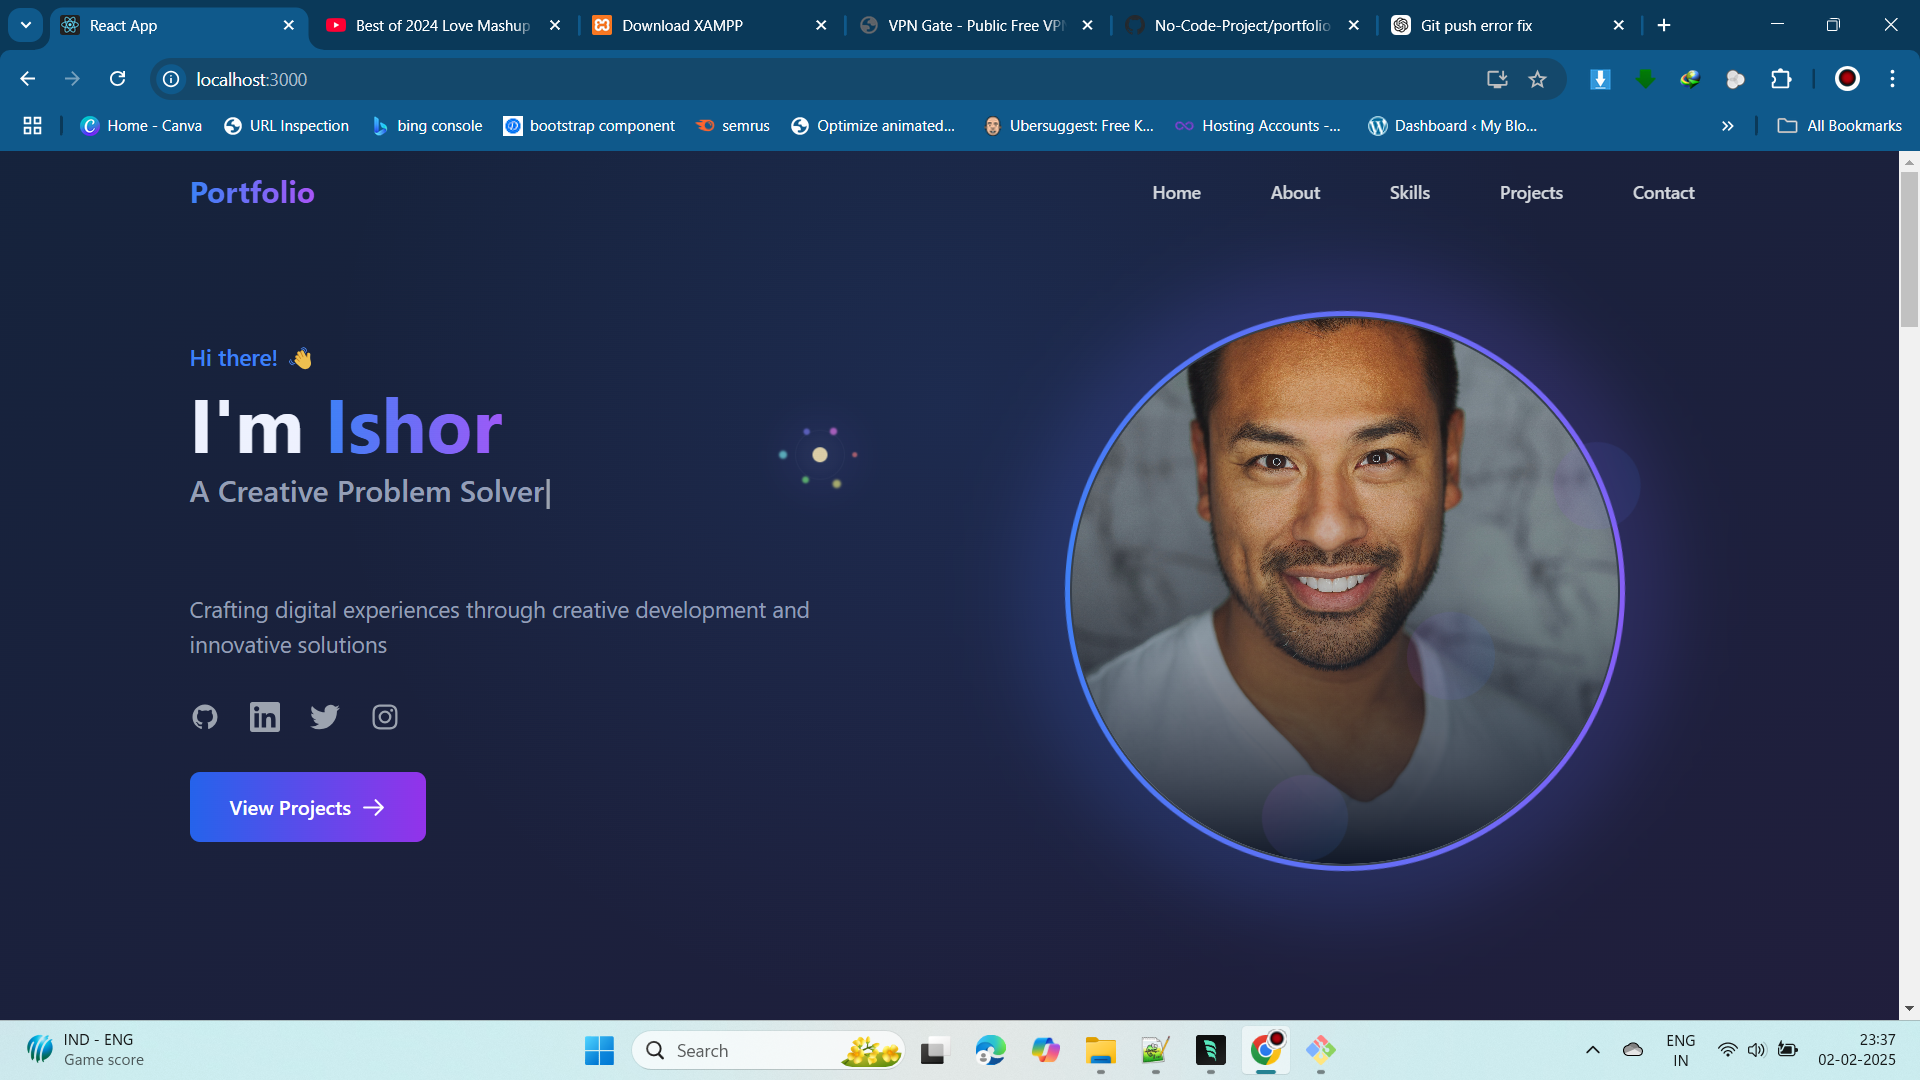 React App
Best of 2024 Love Mashup
Download XAMPP
VPN Gate - Public Free VP
No-Code-Project/portfolio
Git push error fix
localhost:3000
Home - Canva
URL Inspection
bing console
bootstrap component
semrus
Optimize animated...
Ubersuggest: Free K...
Hosting Accounts -...
Dashboard ‹ My Blo...
All Bookmarks
Portfolio
Home
About
Skills
Projects
Contact
Hi there! 👋
I'm Ishor
A Creative Problem Solver|
Crafting digital experiences through creative development and
innovative solutions
View Projects →
IND - ENG
Game score
Search
ENG
IN
23:37
02-02-2025